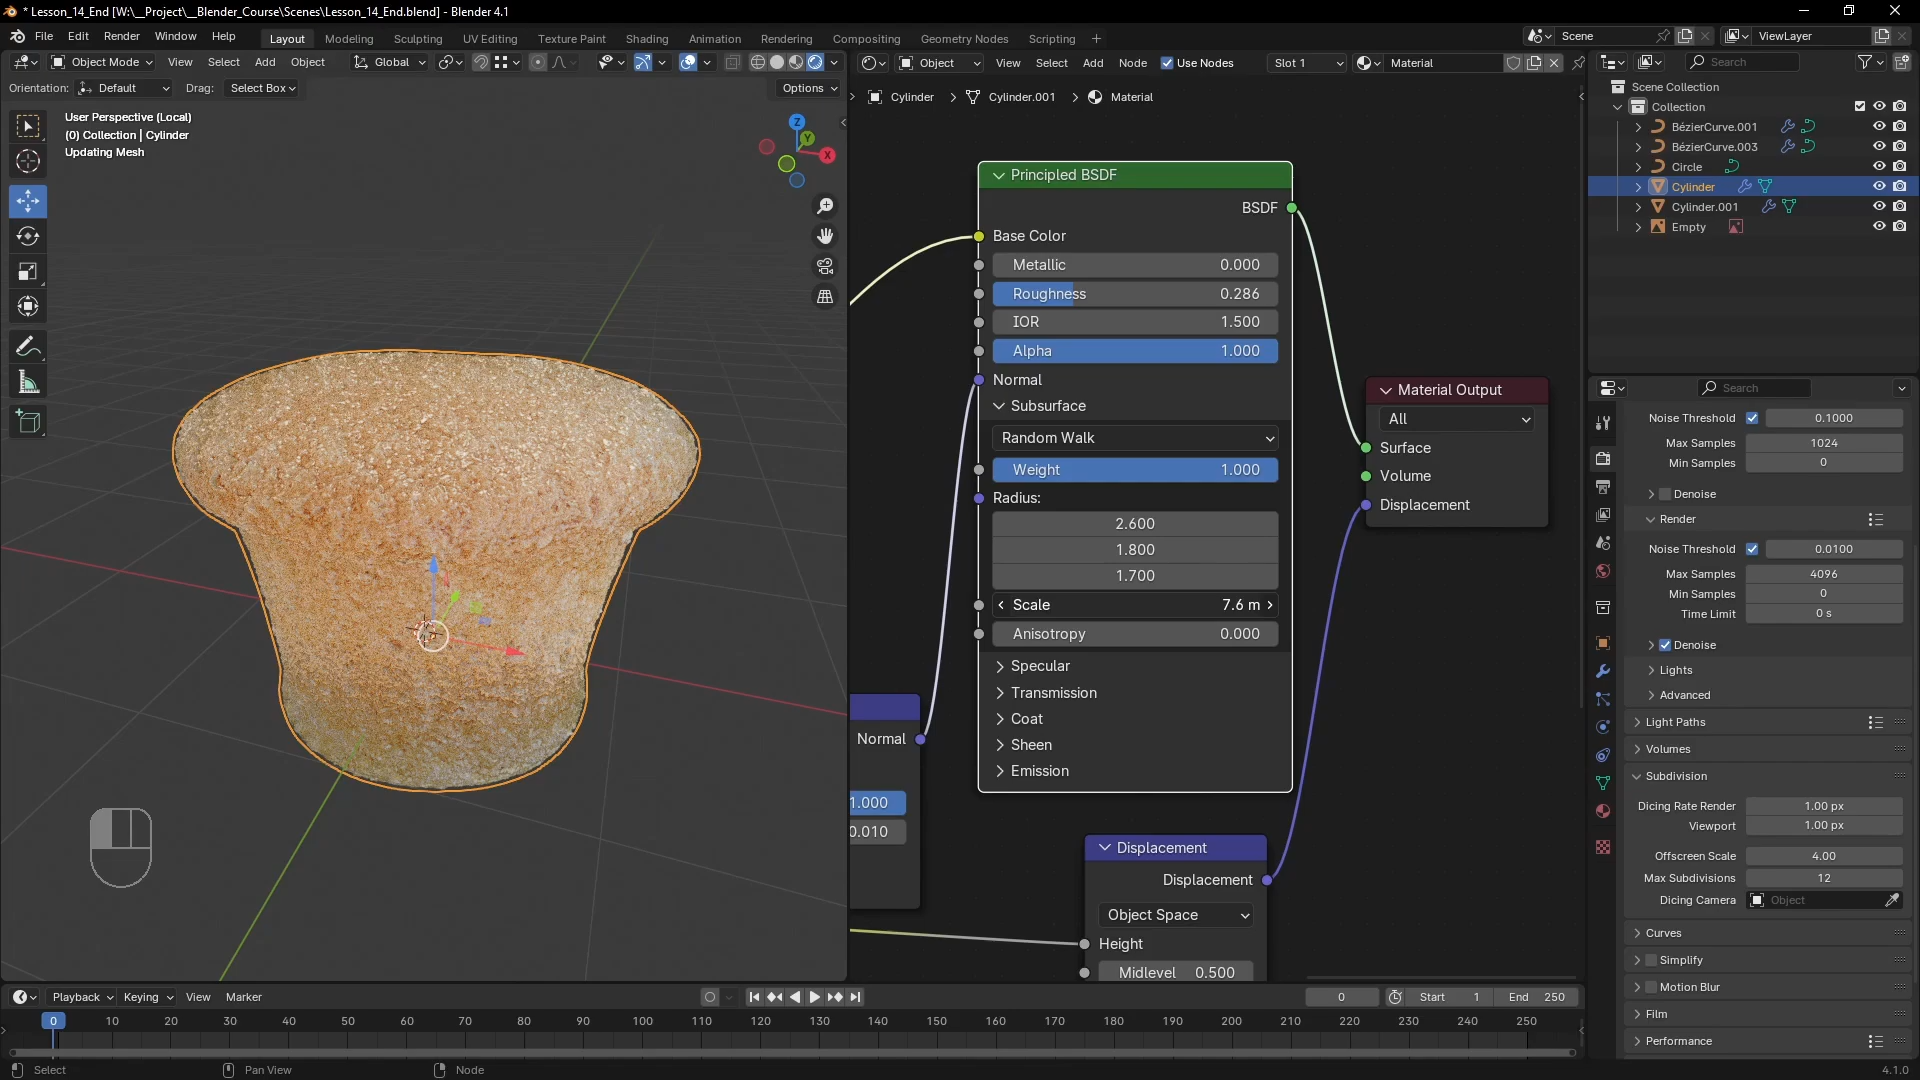 * Lesson_14_End [W:\__Project\__Blender_Course\Scenes\Lesson_14_End.blend] - Blender 4.1
File Edit Render Window Help Layout Modeling Sculpting UV Editing Texture Paint Shading Animation Rendering Compositing Geometry Nodes Scripting + Scene ViewLayer
Object Mode View Select Add Object Global Object View Select Add Node Use Nodes Slot 1 Material Search
Orientation: Default Drag: Select Box Options
Cylinder > Cylinder.001 > Material
User Perspective (Local)
(0) Collection | Cylinder
Updating Mesh
Z
Y
X
Principled BSDF
BSDF
Base Color
Metallic 0.000
Roughness 0.286
IOR 1.500
Alpha 1.000
Normal
Subsurface
Random Walk
Weight 1.000
Radius:
2.600
1.800
1.700
Scale 7.6 m
Anisotropy 0.000
Specular
Transmission
Coat
Sheen
Emission
Material Output
All
Surface
Volume
Displacement
Normal
1.000
0.010
Displacement
Displacement
Object Space
Height
Midlevel 0.500
Scene Collection
Collection
BézierCurve.001
BézierCurve.003
Circle
Cylinder
Cylinder.001
Empty
Search
Noise Threshold 0.1000
Max Samples 1024
Min Samples 0
Denoise
Render
Noise Threshold 0.0100
Max Samples 4096
Min Samples 0
Time Limit 0 s
Denoise
Lights
Advanced
Light Paths
Volumes
Subdivision
Dicing Rate Render 1.00 px
Viewport 1.00 px
Offscreen Scale 4.00
Max Subdivisions 12
Dicing Camera Object
Curves
Simplify
Motion Blur
Film
Performance
Playback Keying View Marker 0 Start 1 End 250
0 10 20 30 40 50 60 70 80 90 100 110 120 130 140 150 160 170 180 190 200 210 220 230 240 250
Select Pan View Node 4.1.0